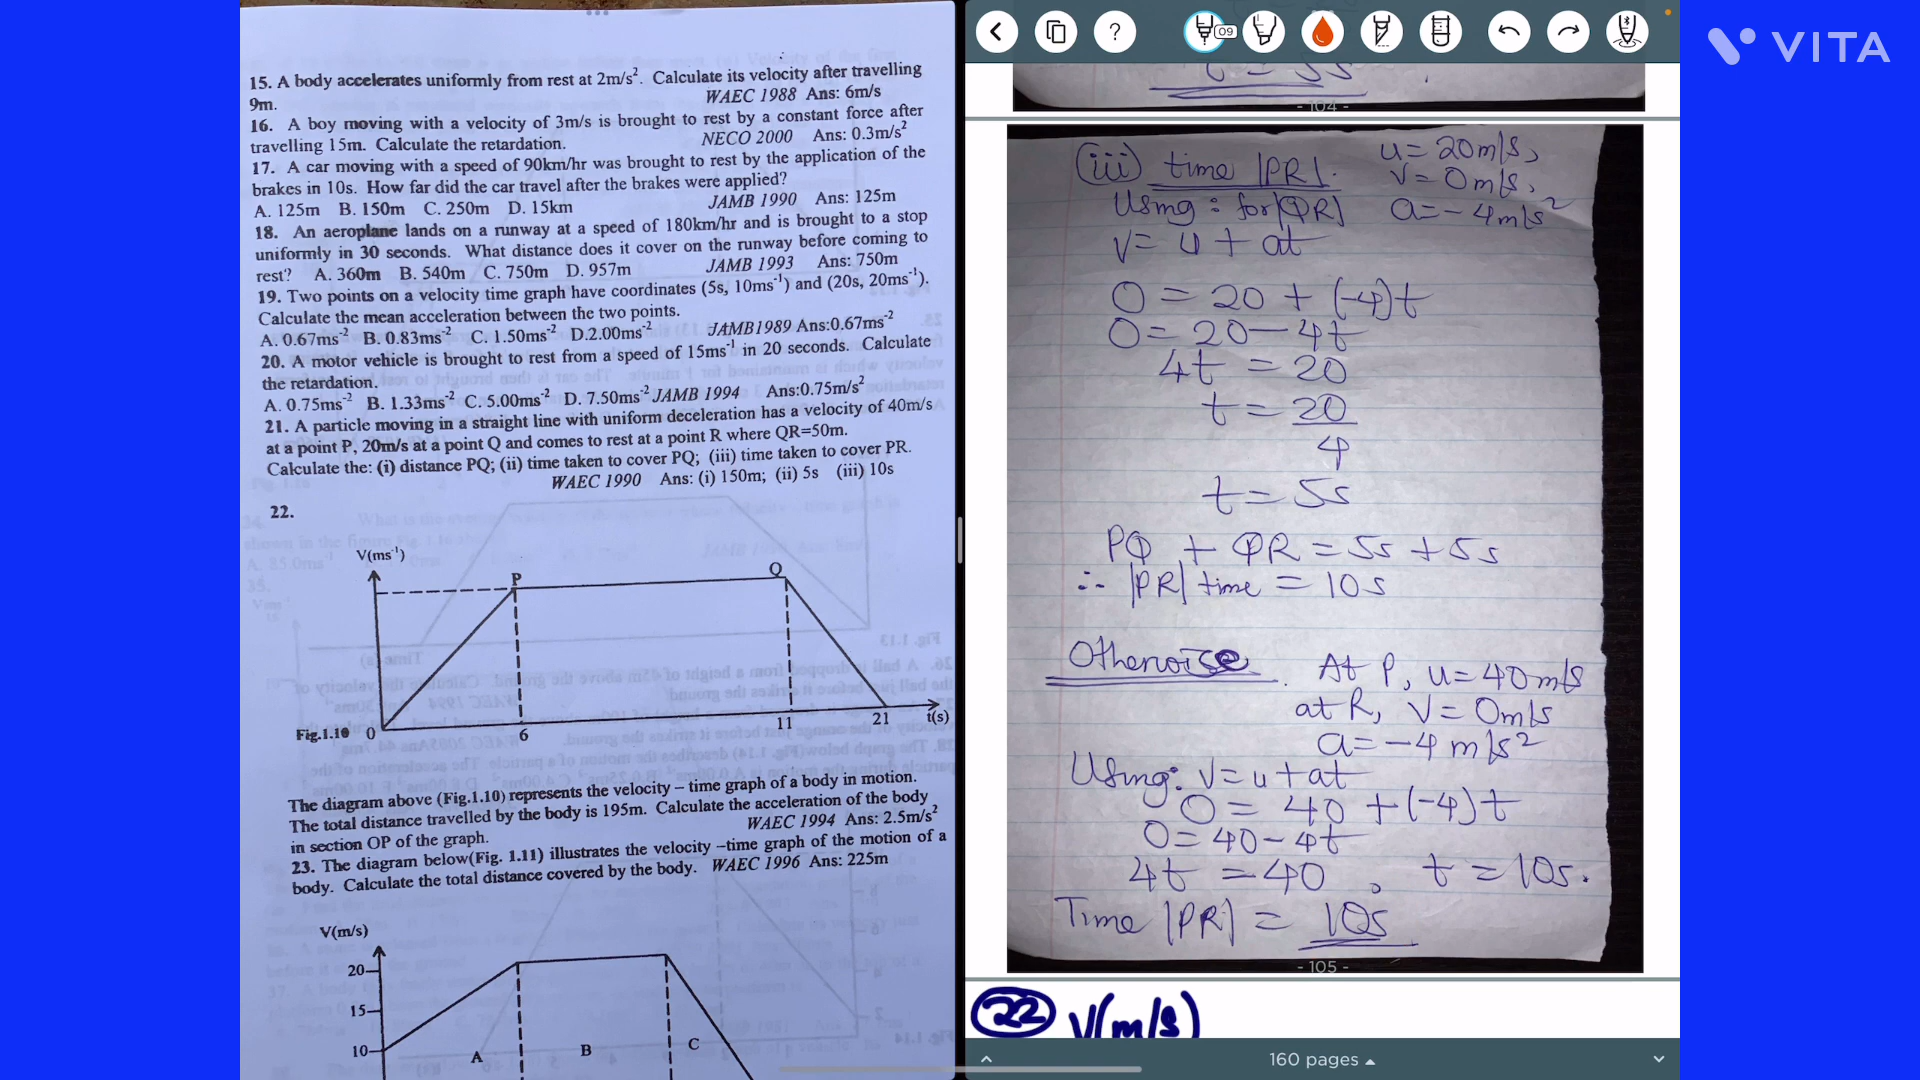 15. A body accelerates uniformly from rest at 2m/s². Calculate its velocity after travelling
9m. WAEC 1988 Ans: 6m/s
16. A boy moving with a velocity of 3m/s is brought to rest by a constant force after
travelling 15m. Calculate the retardation. NECO 2000 Ans: 0.3m/s²
17. A car moving with a speed of 90km/hr was brought to rest by the application of the
brakes in 10s. How far did the car travel after the brakes were applied?
A. 125m B. 150m C. 250m D. 15km JAMB 1990 Ans: 125m
18. An aeroplane lands on a runway at a speed of 180km/hr and is brought to a stop
uniformly in 30 seconds. What distance does it cover on the runway before coming to
rest? A. 360m B. 540m C. 750m D. 957m JAMB 1993 Ans: 750m
19. Two points on a velocity time graph have coordinates (5s, 10ms⁻¹) and (20s, 20ms⁻¹).
Calculate the mean acceleration between the two points.
A. 0.67ms⁻² B. 0.83ms⁻² C. 1.50ms⁻² D.2.00ms⁻² JAMB1989 Ans:0.67ms⁻²
20. A motor vehicle is brought to rest from a speed of 15ms⁻¹ in 20 seconds. Calculate
the retardation.
A. 0.75ms⁻² B. 1.33ms⁻² C. 5.00ms⁻² D. 7.50ms⁻² JAMB 1994 Ans:0.75m/s²
21. A particle moving in a straight line with uniform deceleration has a velocity of 40m/s
at a point P, 20m/s at a point Q and comes to rest at a point R where QR=50m.
Calculate the: (i) distance PQ; (ii) time taken to cover PQ; (iii) time taken to cover PR.
WAEC 1990 Ans: (i) 150m; (ii) 5s (iii) 10s
22.
V(ms⁻¹)
P
Q
Fig.1.10 0 6 11 21 t(s)
The diagram above (Fig.1.10) represents the velocity – time graph of a body in motion.
The total distance travelled by the body is 195m. Calculate the acceleration of the body
in section OP of the graph. WAEC 1994 Ans: 2.5m/s²
23. The diagram below(Fig. 1.11) illustrates the velocity –time graph of the motion of a
body. Calculate the total distance covered by the body. WAEC 1996 Ans: 225m
V(m/s)
20
15
10
A B C
?
09
t = 5s
- 104 -
(iii) time |PR|. u = 20m/s,
v = 0m/s,
Using: for |QR| a = -4m/s²
v = u + at
0 = 20 + (-4)t
0 = 20 - 4t
4t = 20
t = 20
4
t = 5s
PQ + QR = 5s + 5s
∴ |PR| time = 10s
Otherwise. At P, u = 40m/s
at R, v = 0m/s
a = -4 m/s²
Using: v = u + at
0 = 40 + (-4)t
0 = 40 - 4t
4t = 40, t = 10s.
Time |PR| = 10s
- 105 -
22 V(m/s)
160 pages
VITA